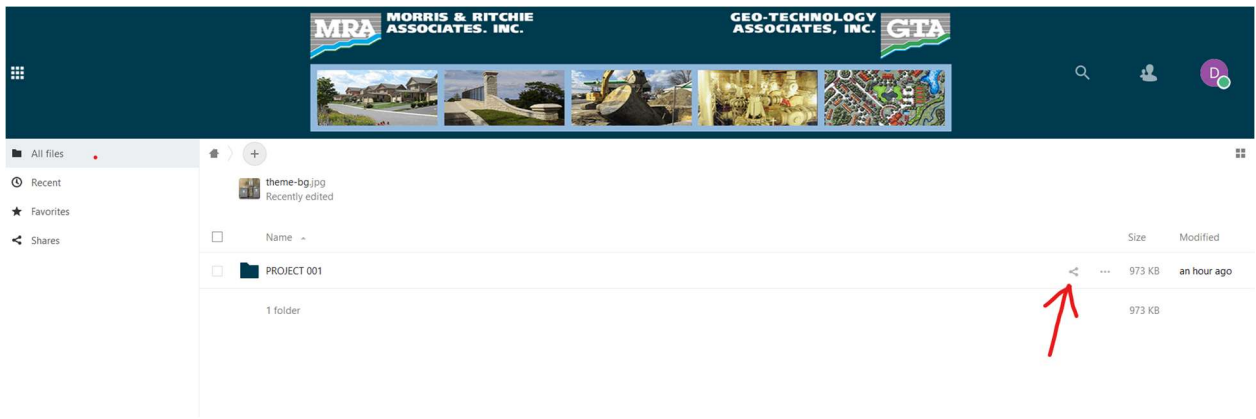 MRA MORRIS & RITCHIE
ASSOCIATES. INC.
GEO-TECHNOLOGY
ASSOCIATES, INC. GTA
D
All files
Recent
Favorites
Shares
+
theme-bg.jpg
Recently edited
Name Size Modified
PROJECT 001 ... 973 KB an hour ago
1 folder 973 KB